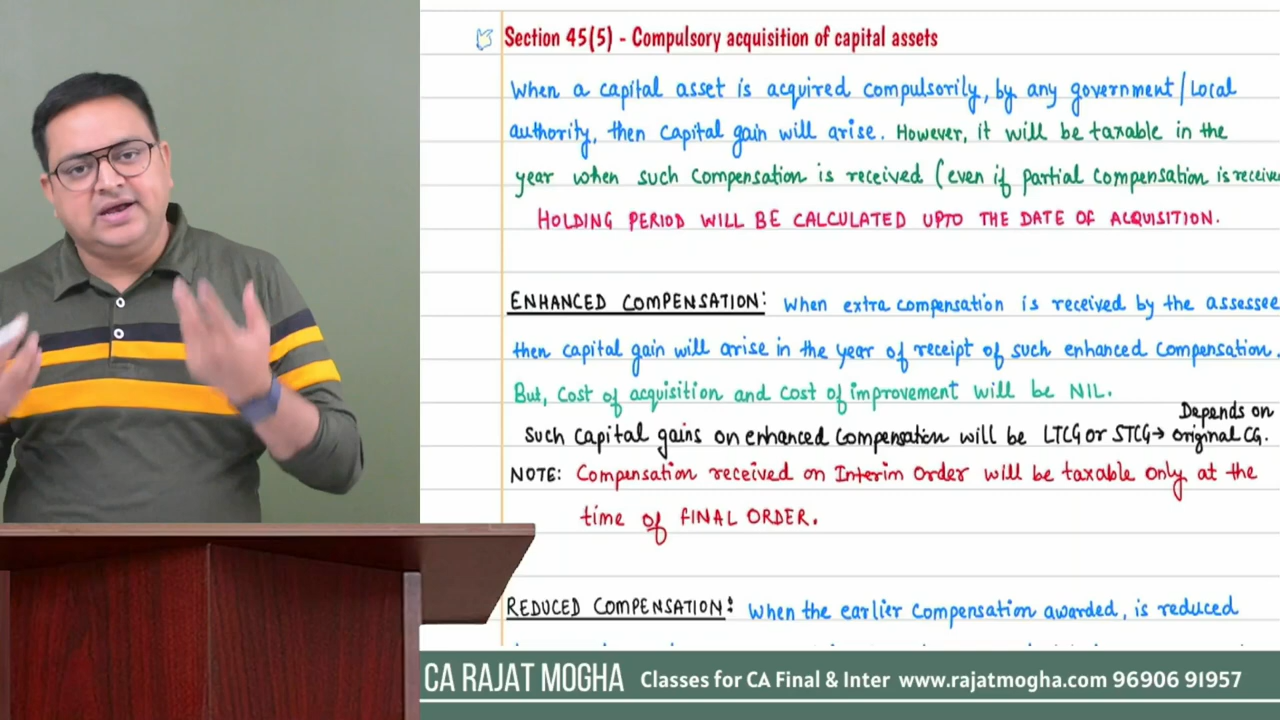 Section 45(5) - Compulsory acquisition of capital assets
When a capital asset is acquired compulsorily, by any government/Local
authority, then capital gain will arise. However, it will be taxable in the
year when such compensation is received (even if partial compensation is receive
HOLDING PERIOD WILL BE CALCULATED UPTO THE DATE OF ACQUISITION.
ENHANCED COMPENSATION: When extra compensation is received by the assessee
then capital gain will arise in the year of receipt of such enhanced compensation.
But, cost of acquisition and cost of improvement will be NIL.
Depends on
Such capital gains on enhanced compensation will be LTCG or STCG→ original CG.
NOTE: Compensation received on Interim Order will be taxable only at the
time of FINAL ORDER.
REDUCED COMPENSATION: When the earlier compensation awarded, is reduced
CA RAJAT MOGHA Classes for CA Final & Inter www.rajatmogha.com 96906 91957